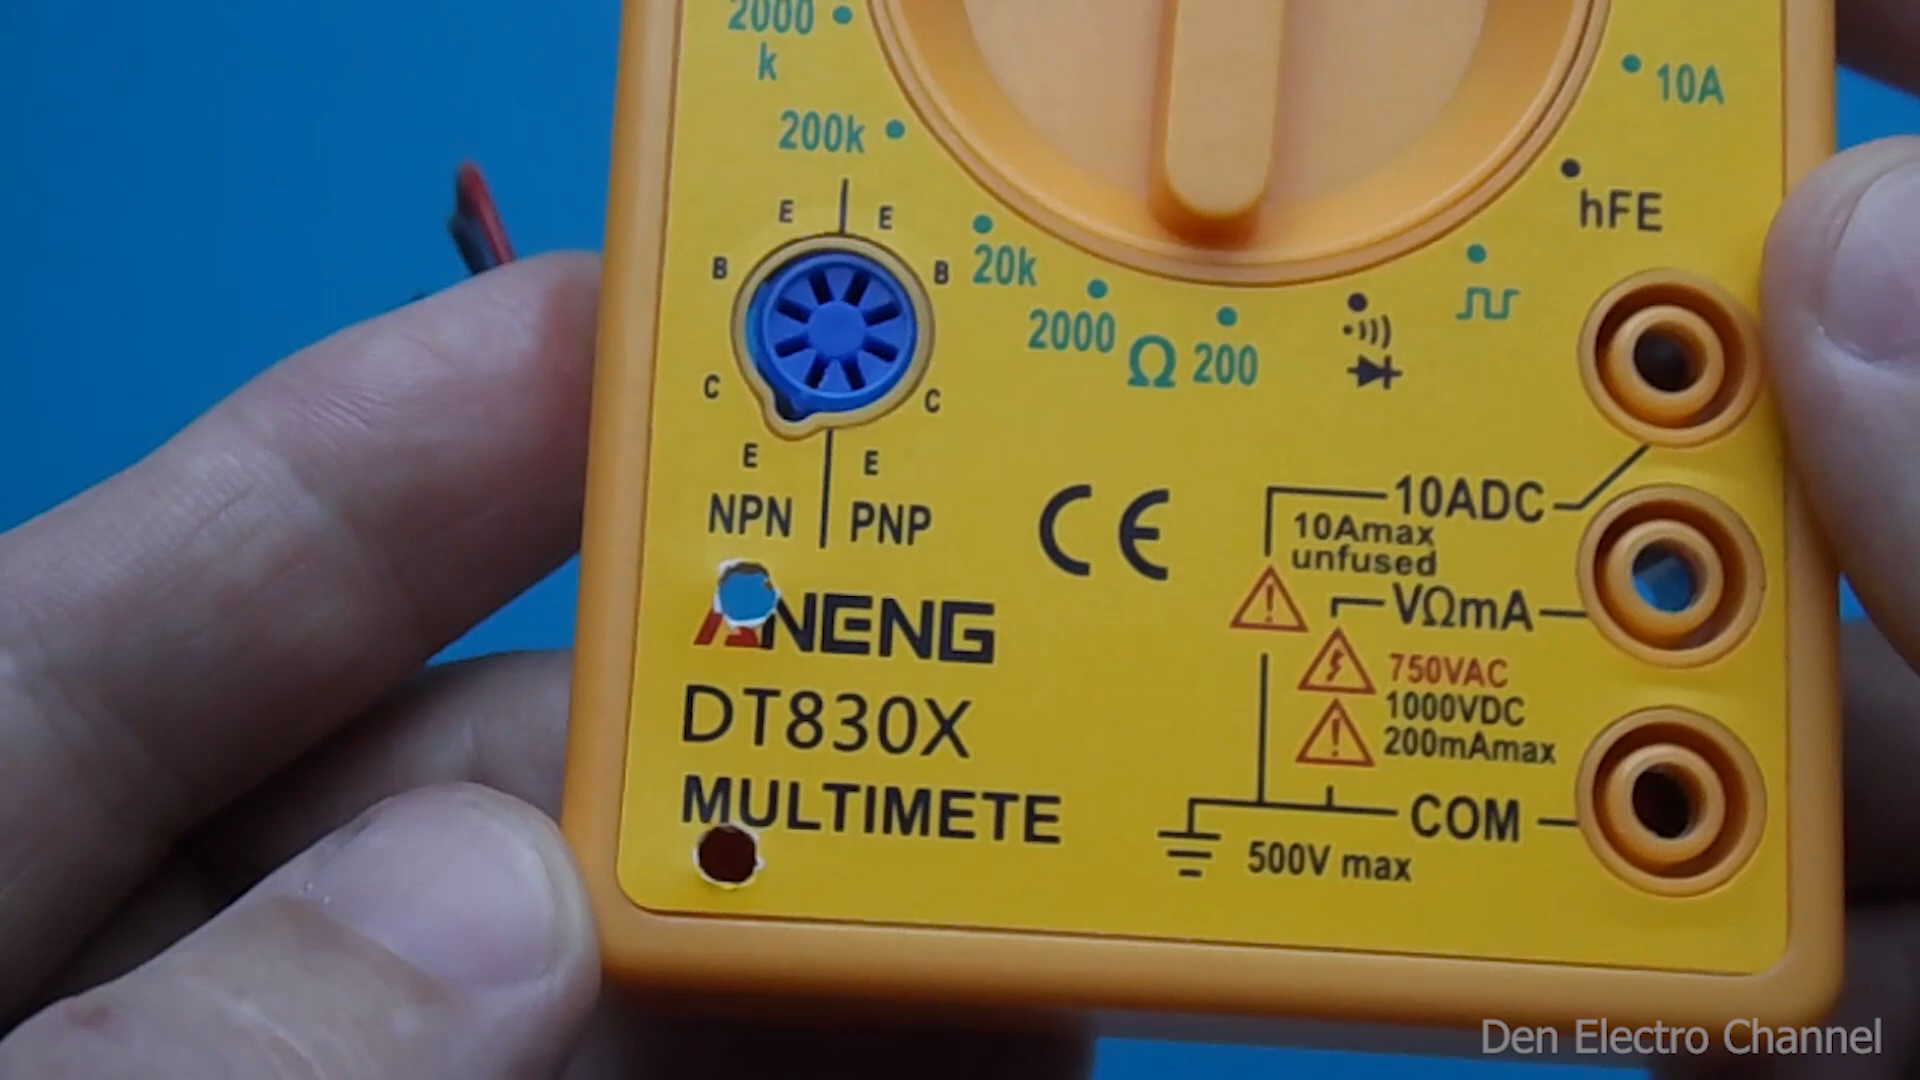 2000
k
10A
200k
hFE
E E
B B
20k
2000 Ω 200
C C
E E
NPN PNP
CE
10ADC
10Amax
unfused
VΩmA
ANENG
750VAC
1000VDC
200mAmax
DT830X
MULTIMETE
COM
500V max
Den Electro Channel